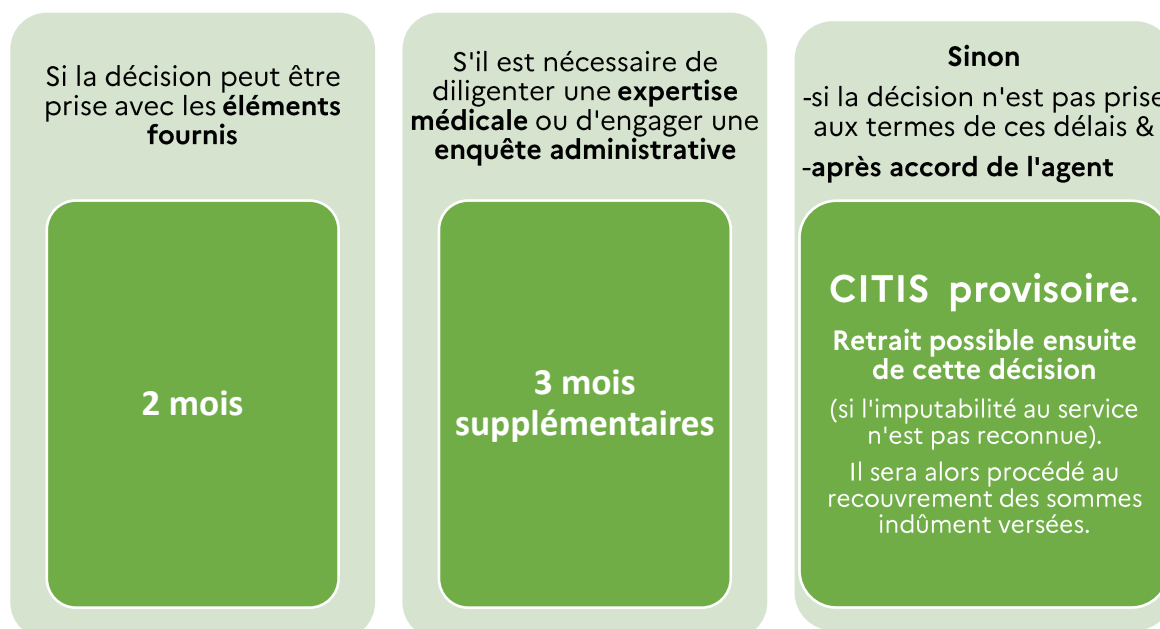 Si la décision peut être
prise avec les éléments
fournis
2 mois
S'il est nécessaire de
diligenter une expertise
médicale ou d'engager une
enquête administrative
3 mois
supplémentaires
Sinon
-si la décision n'est pas prise
aux termes de ces délais &
-après accord de l'agent
CITIS provisoire.
Retrait possible ensuite
de cette décision
(si l'imputabilité au service
n'est pas reconnue).
Il sera alors procédé au
recouvrement des sommes
indûment versées.